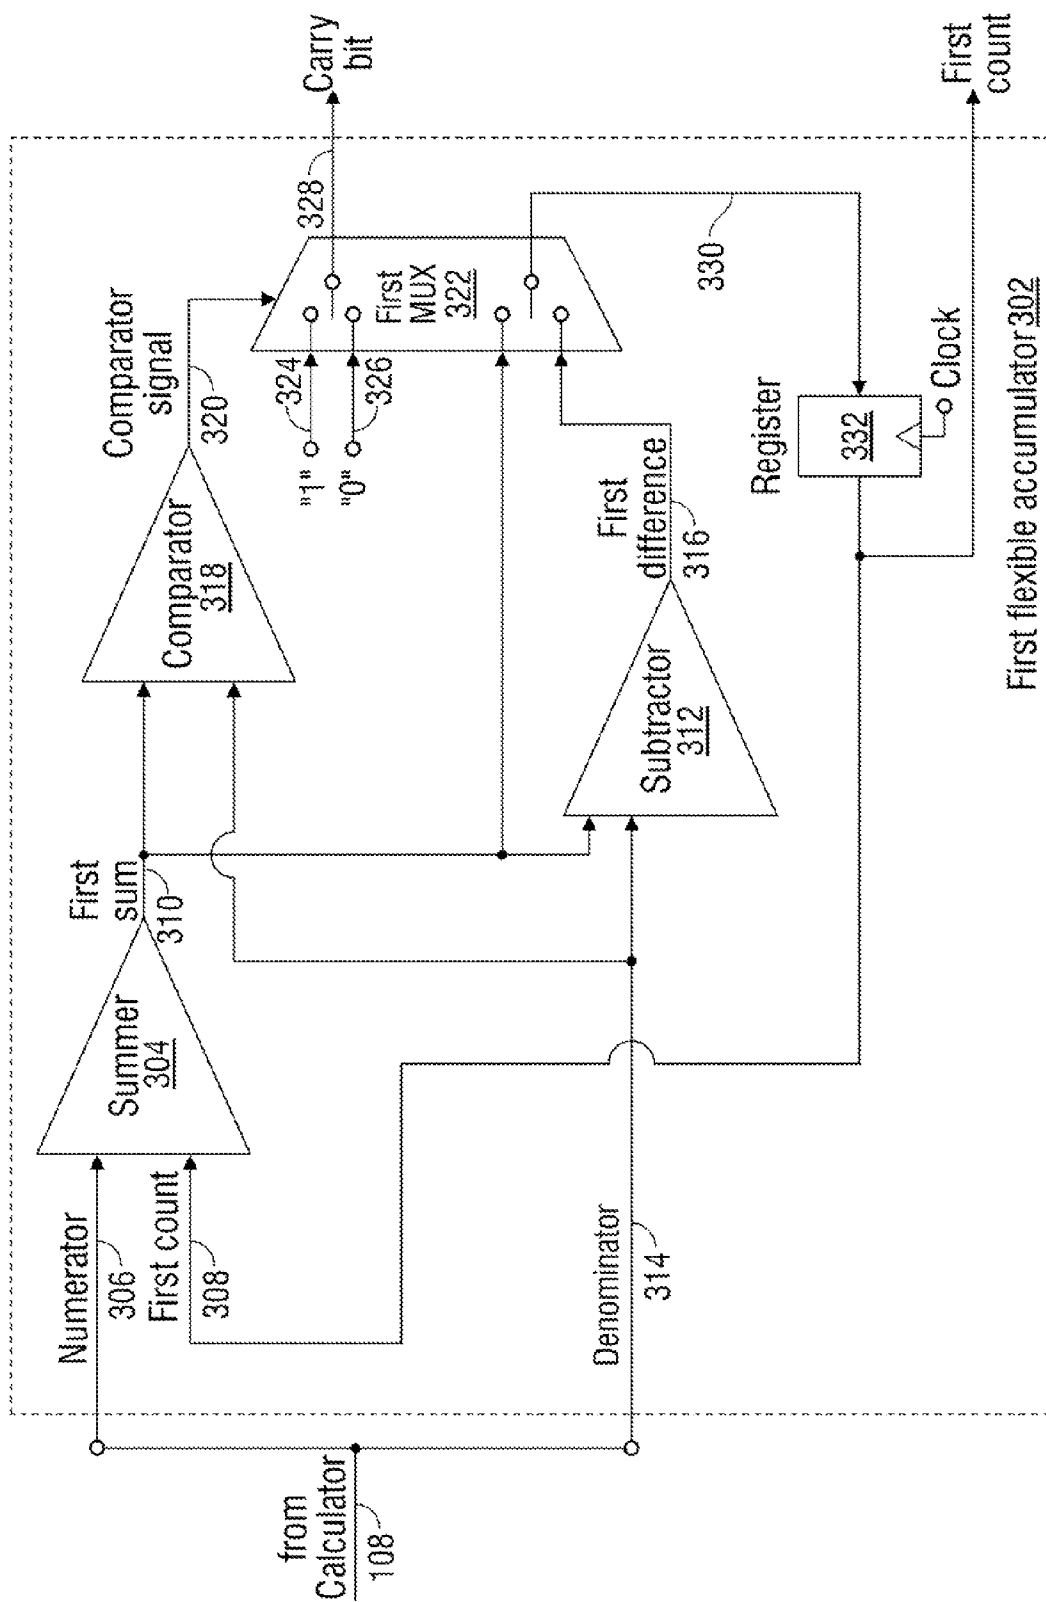 from
Calculator
108
Numerator
306
First count
308
Denominator
314
Summer
304
First
sum
310
Comparator
318
Comparator
signal
320
"1"
324
"0"
326
First
MUX
322
328
Carry
bit
Subtractor
312
First
difference
316
330
Register
332
Clock
First
count
First flexible accumulator 302